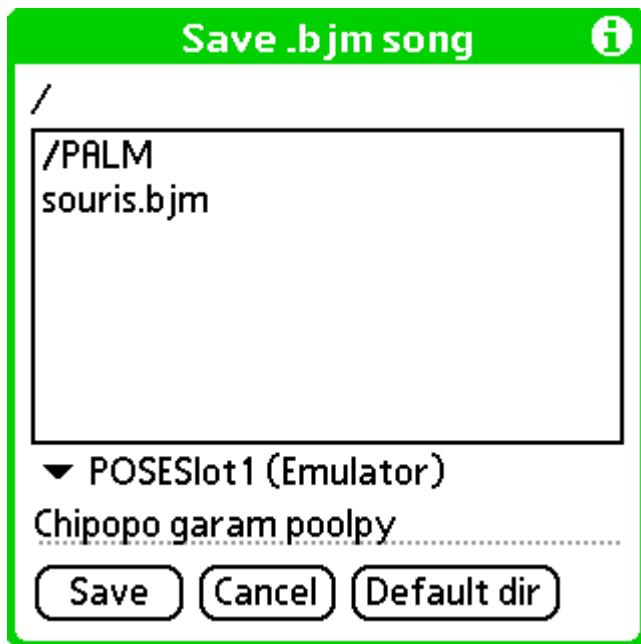 Save .bjm song
/
/PALM
souris.bjm
POSESlot1 (Emulator)
Chipopo garam poolpy
Save Cancel Default dir